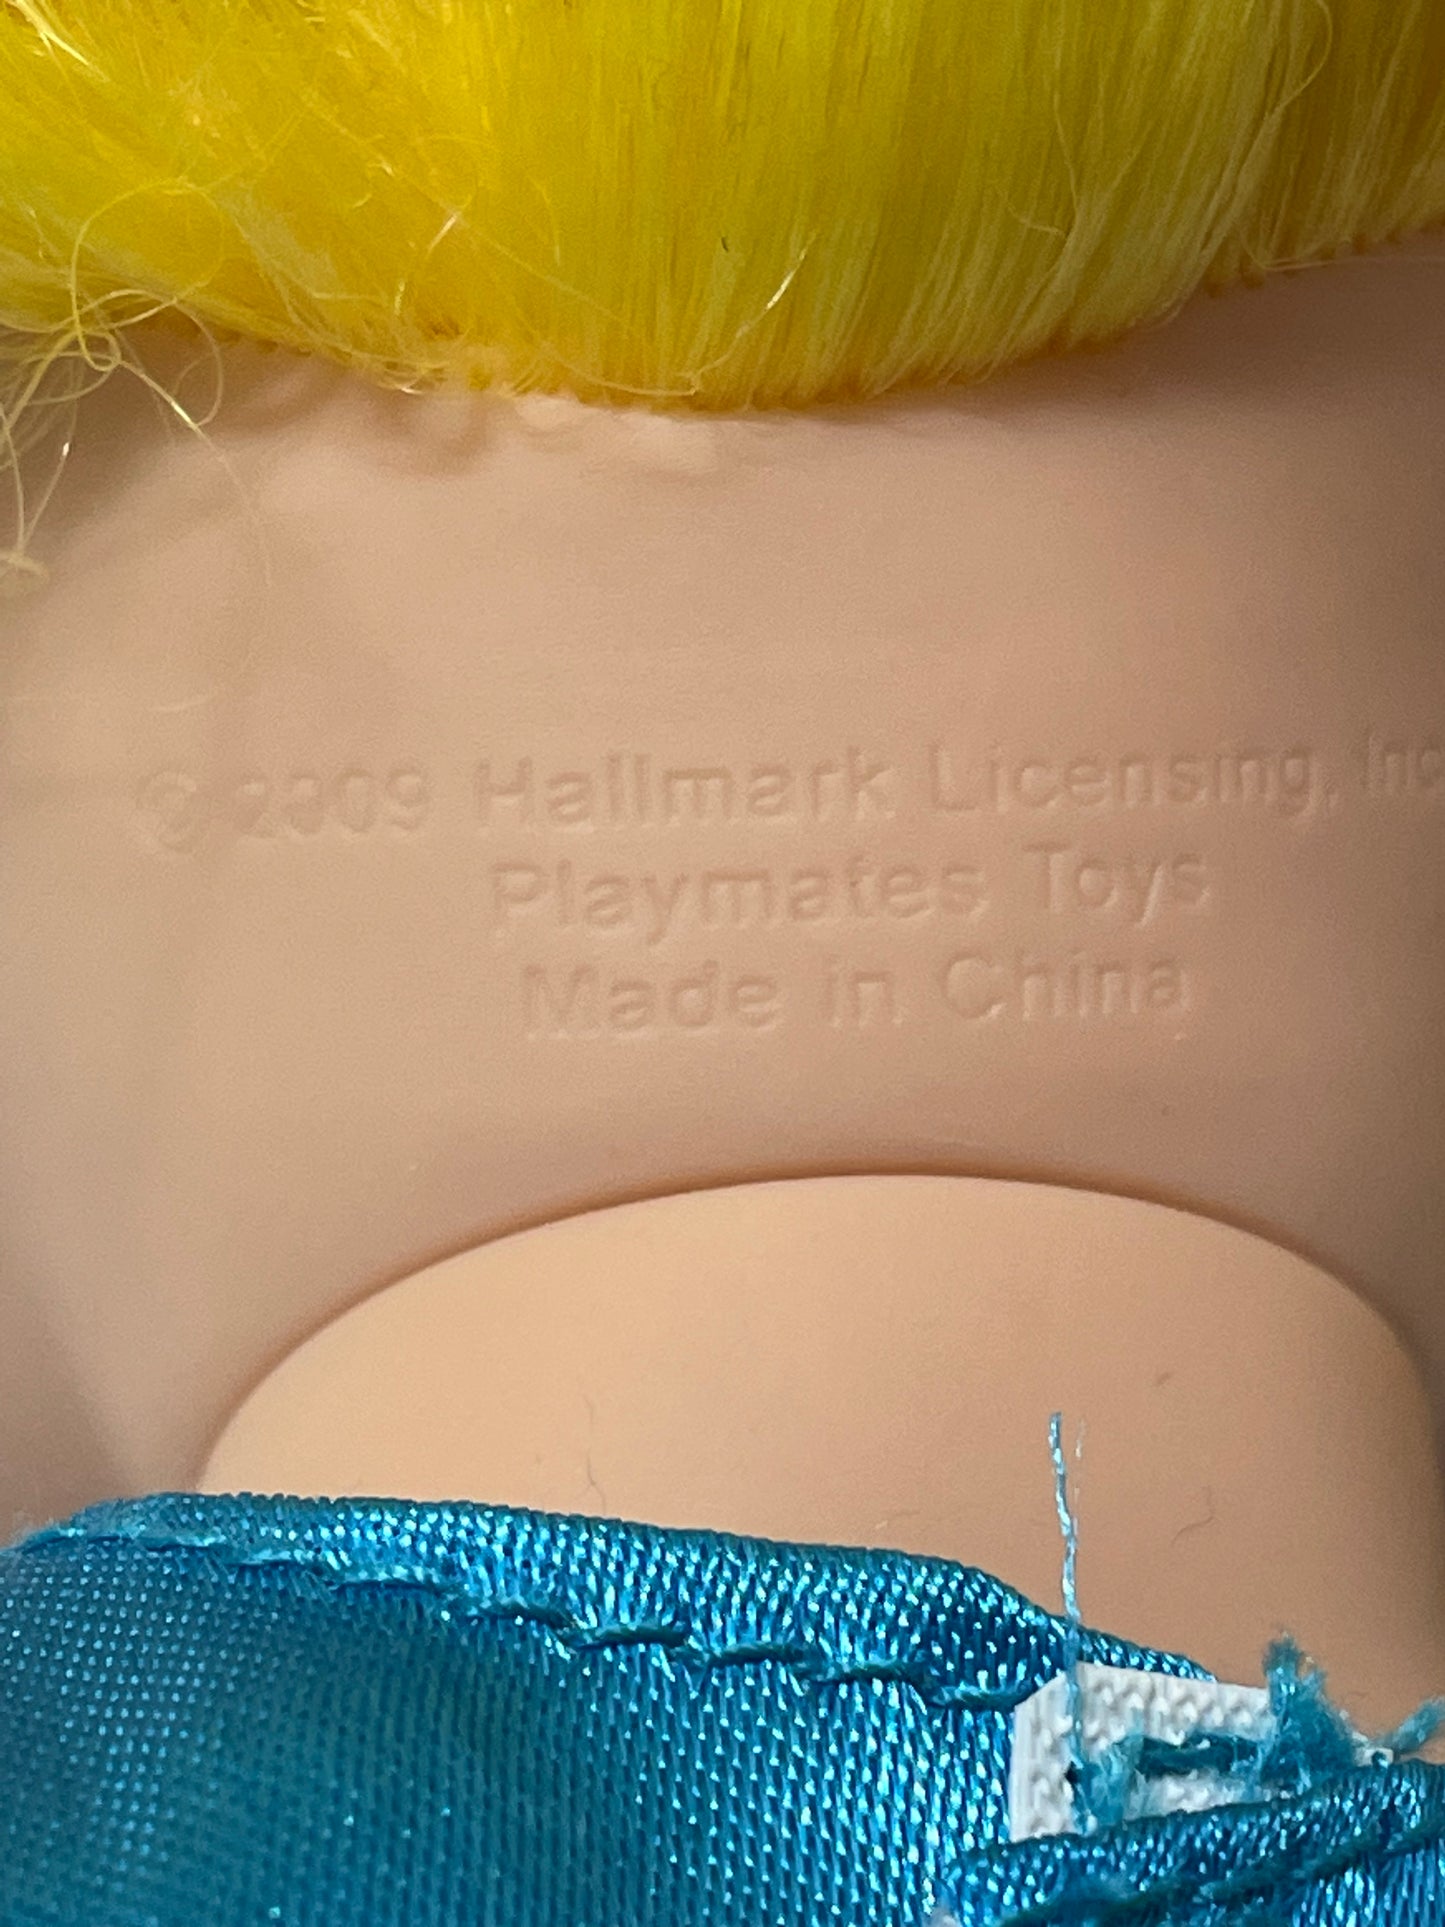 © 2009 Hallmark Licensing, Inc
Playmates Toys
Made in China